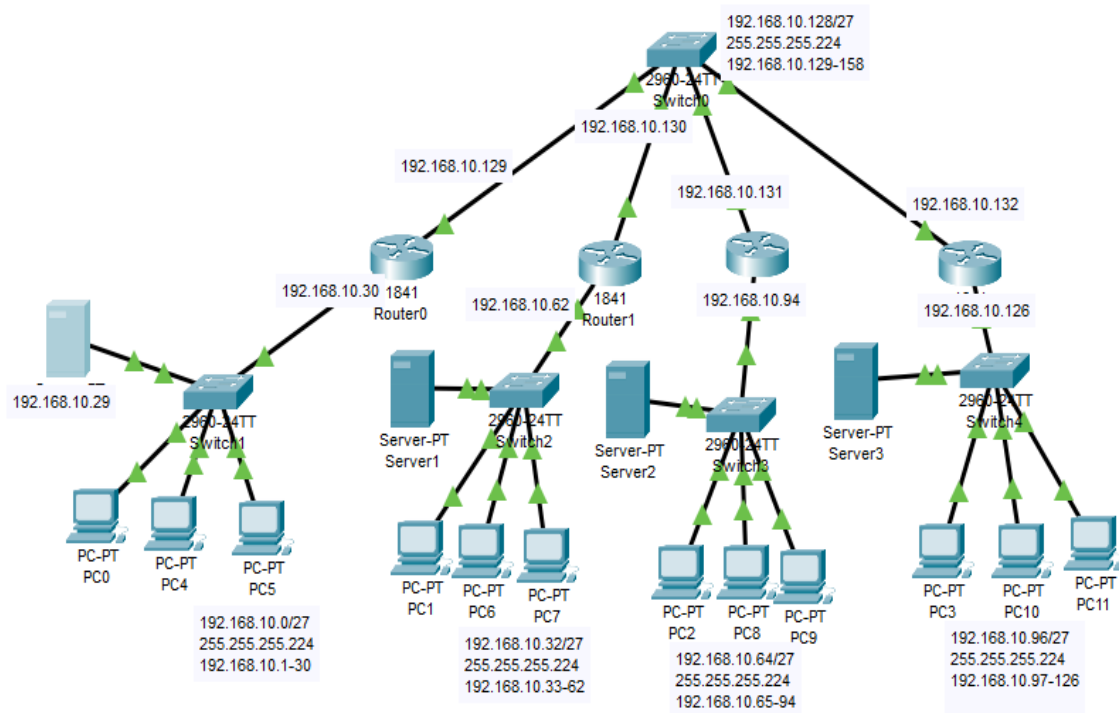 192.168.10.128/27
255.255.255.224
192.168.10.129-158
2960-24TT
Switch0
192.168.10.130
192.168.10.129
192.168.10.131
192.168.10.132
192.168.10.30
1841
Router0
192.168.10.62
1841
Router1
192.168.10.94
192.168.10.126
192.168.10.29
2960-24TT
Switch1
Server-PT
Server1
2960-24TT
Switch2
Server-PT
Server2
2960-24TT
Switch3
Server-PT
Server3
2960-24TT
Switch4
PC-PT
PC0
PC-PT
PC4
PC-PT
PC5
PC-PT
PC1
PC-PT
PC6
PC-PT
PC7
PC-PT
PC2
PC-PT
PC8
PC-PT
PC9
PC-PT
PC3
PC-PT
PC10
PC-PT
PC11
192.168.10.0/27
255.255.255.224
192.168.10.1-30
192.168.10.32/27
255.255.255.224
192.168.10.33-62
192.168.10.64/27
255.255.255.224
192.168.10.65-94
192.168.10.96/27
255.255.255.224
192.168.10.97-126